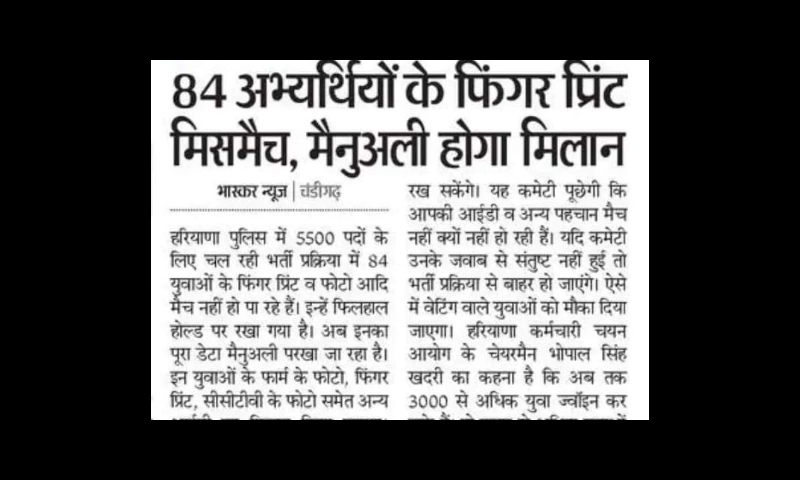 84 अभ्यर्थियों के फिंगर प्रिंट
मिसमैच, मैनुअली होगा मिलान
भास्कर न्यूज | चंडीगढ़
हरियाणा पुलिस में 5500 पदों के
लिए चल रही भर्ती प्रक्रिया में 84
युवाओं के फिंगर प्रिंट व फोटो आदि
मैच नहीं हो पा रहे हैं। इन्हें फिलहाल
होल्ड पर रखा गया है। अब इनका
पूरा डेटा मैनुअली परखा जा रहा है।
इन युवाओं के फार्म के फोटो, फिंगर
प्रिंट, सीसीटीवी के फोटो समेत अन्य
रख सकेंगे। यह कमेटी पूछेगी कि
आपकी आईडी व अन्य पहचान मैच
नहीं क्यों नहीं हो रही हैं। यदि कमेटी
उनके जवाब से संतुष्ट नहीं हुई तो
भर्ती प्रक्रिया से बाहर हो जाएंगे। ऐसे
में वेटिंग वाले युवाओं को मौका दिया
जाएगा। हरियाणा कर्मचारी चयन
आयोग के चेयरमैन भोपाल सिंह
खदरी का कहना है कि अब तक
3000 से अधिक युवा ज्वॉइन कर